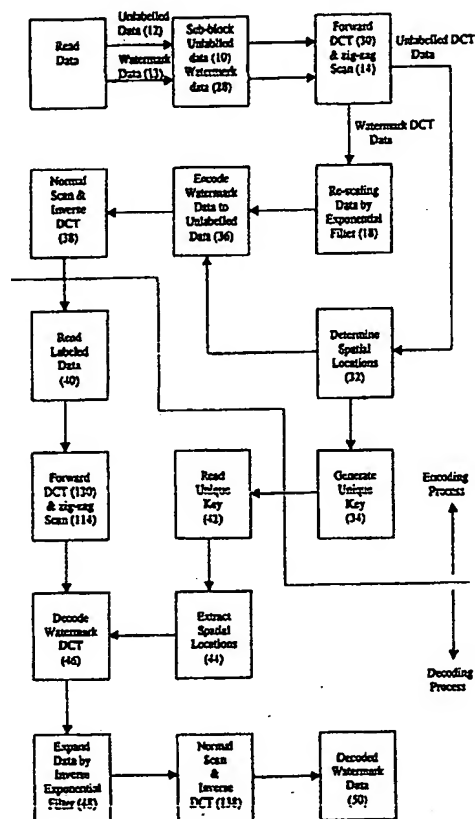 Unlabelled
Data (12)
Read
Data
Watermark
Data (13)
Sub-block
Unlablled
data (10)
Watermark
data (28)
Forward
DCT (30)
& zig-zag
Scan (14)
Unlabelled DCT
Data
Watermark DCT
Data
Normal
Scan &
Inverse
DCT
(38)
Encode
Watermark
Data to
Unlabelled
Data (36)
Re-scaling
Data by
Exponential
Filter (18)
Read
Labeled
Data
(40)
Determine
Spatial
Locations
(32)
Forward
DCT (130)
& zig-zag
Scan (114)
Read
Unique
Key
(42)
Generate
Unique
Key
(34)
Encoding
Process
Decode
Watermark
DCT
(46)
Extract
Spatial
Locations
(44)
Decoding
Process
Expand
Data by
Inverse
Exponential
Filter (48)
Normal
Scan
&
Inverse
DCT (138)
Decoded
Watermark
Data
(50)